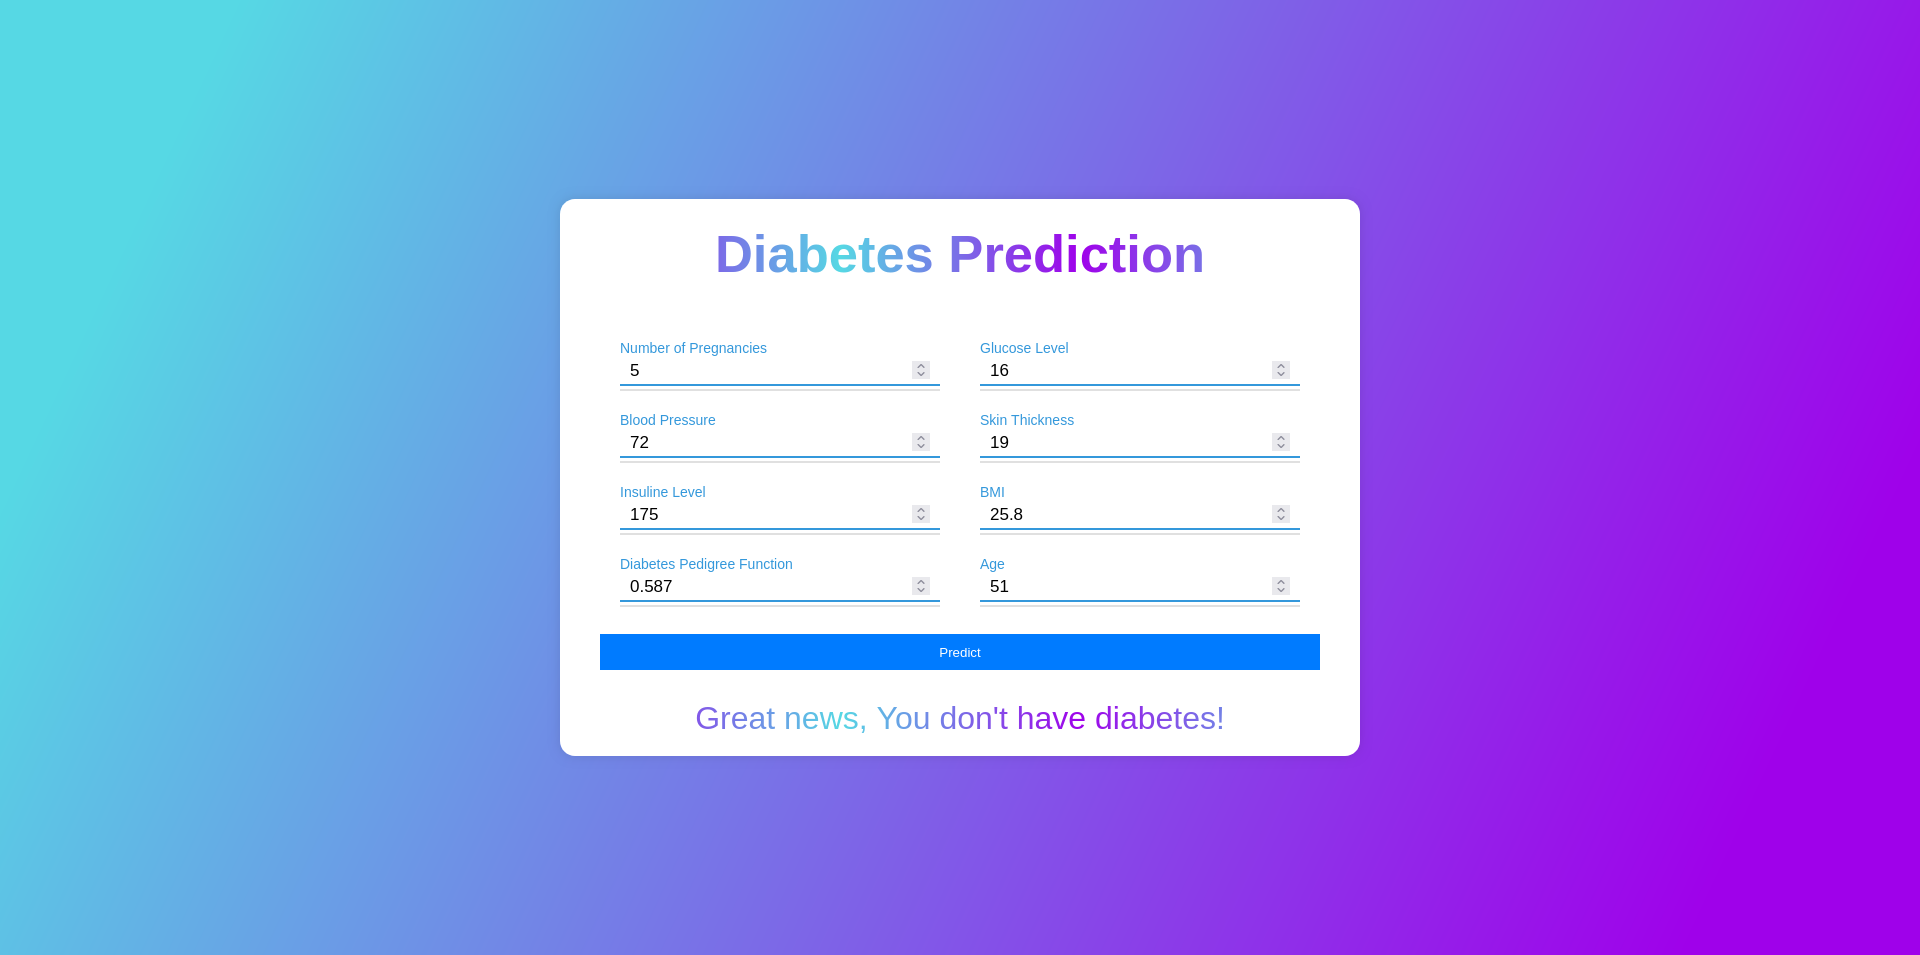 Diabetes Prediction
Number of Pregnancies
5
Glucose Level
16
Blood Pressure
72
Skin Thickness
19
Insuline Level
175
BMI
25.8
Diabetes Pedigree Function
0.587
Age
51
Predict
Great news, You don't have diabetes!